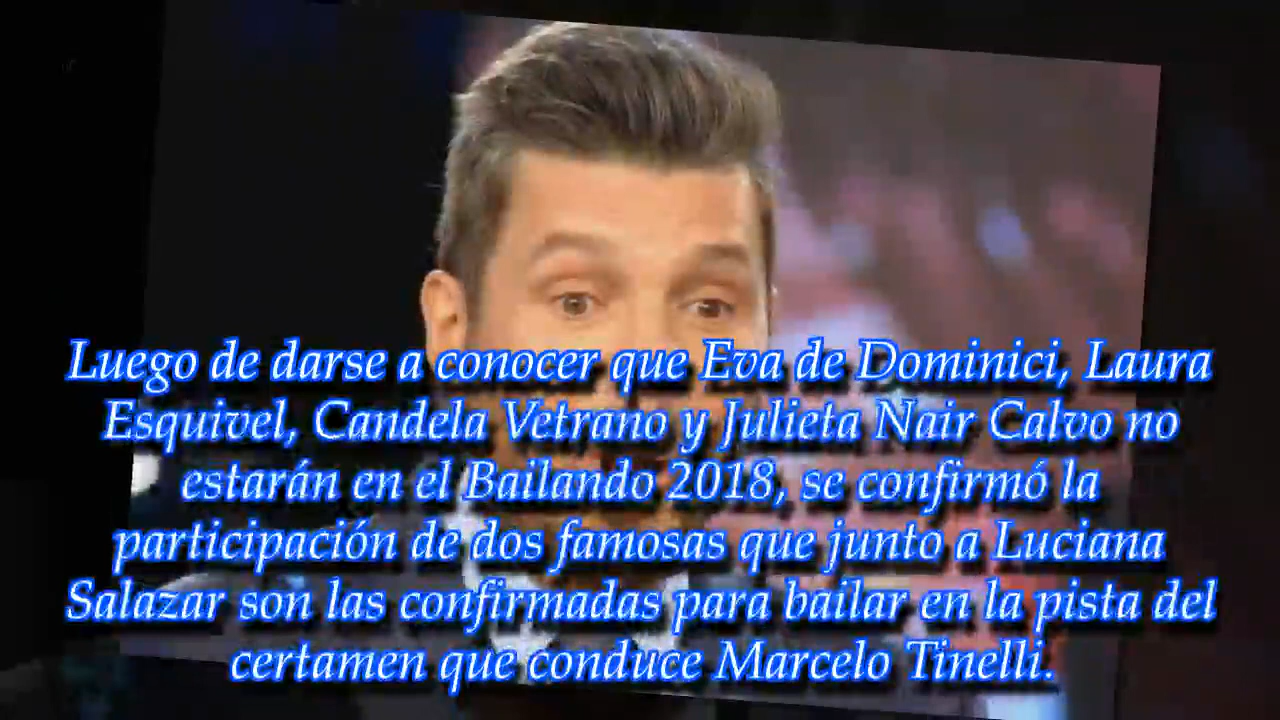 Luego de darse a conocer que Eva de Dominici, Laura
Esquivel, Candela Vetrano y Julieta Nair Calvo no
estarán en el Bailando 2018, se confirmó la
participación de dos famosas que junto a Luciana
Salazar son las confirmadas para bailar en la pista del
certamen que conduce Marcelo Tinelli.